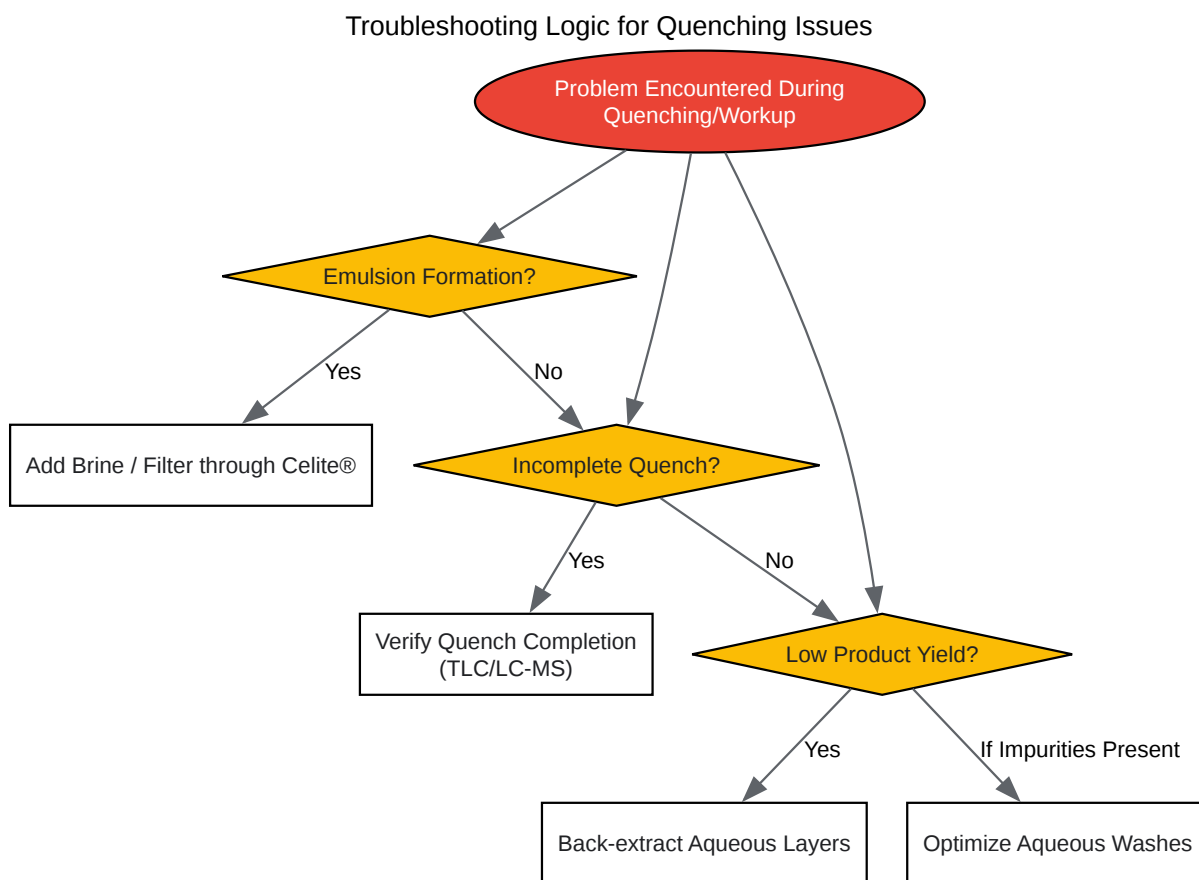 Troubleshooting Logic for Quenching Issues
Problem Encountered During
Quenching/Workup
Emulsion Formation?
Yes
No
Add Brine / Filter through Celite®
Incomplete Quench?
Yes
No
Verify Quench Completion
(TLC/LC-MS)
Low Product Yield?
Yes
If Impurities Present
Back-extract Aqueous Layers
Optimize Aqueous Washes